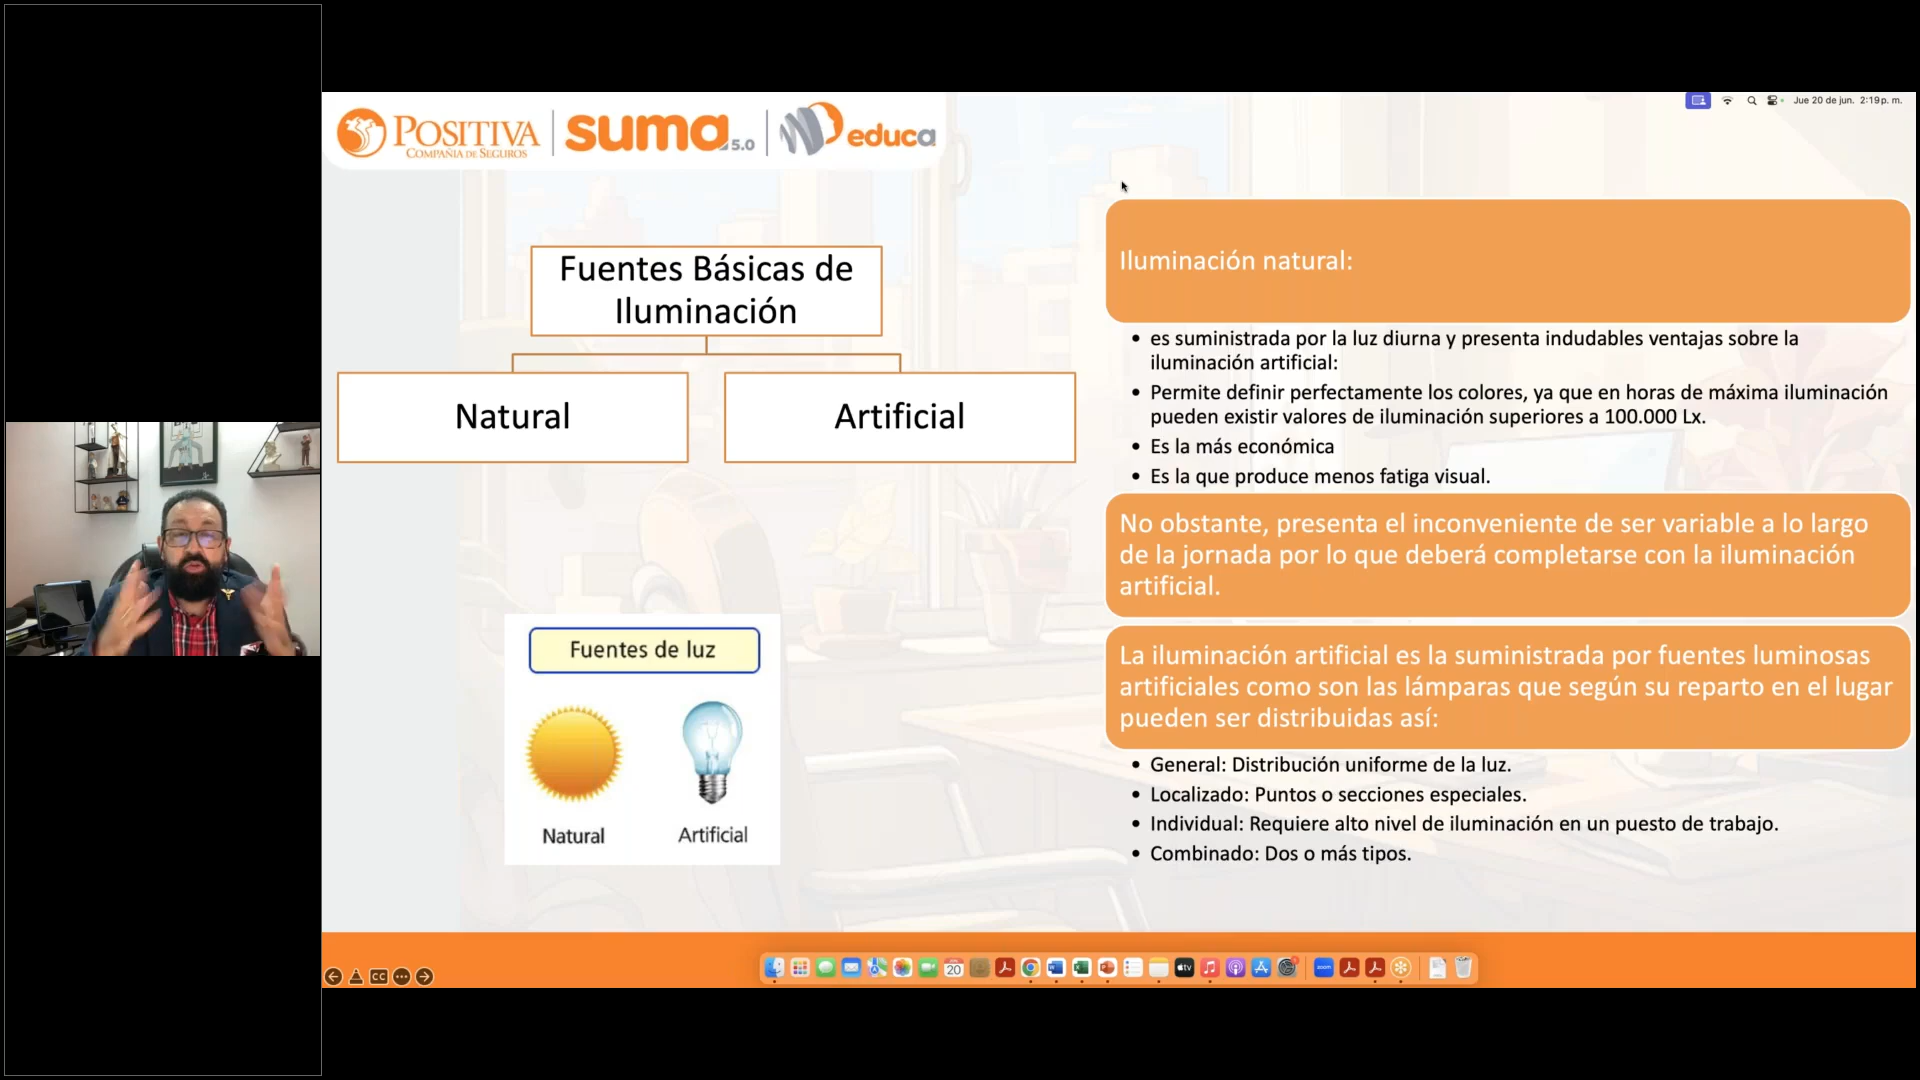 POSITIVA
COMPAÑÍA DE SEGUROS
suma 5.0
educa
Jue 20 de jun. 2:19 p. m.
Fuentes Básicas de
Iluminación
Natural
Artificial
Fuentes de luz
Natural
Artificial
Iluminación natural:
• es suministrada por la luz diurna y presenta indudables ventajas sobre la
iluminación artificial:
• Permite definir perfectamente los colores, ya que en horas de máxima iluminación
pueden existir valores de iluminación superiores a 100.000 Lx.
• Es la más económica
• Es la que produce menos fatiga visual.
No obstante, presenta el inconveniente de ser variable a lo largo
de la jornada por lo que deberá completarse con la iluminación
artificial.
La iluminación artificial es la suministrada por fuentes luminosas
artificiales como son las lámparas que según su reparto en el lugar
pueden ser distribuidas así:
• General: Distribución uniforme de la luz.
• Localizado: Puntos o secciones especiales.
• Individual: Requiere alto nivel de iluminación en un puesto de trabajo.
• Combinado: Dos o más tipos.
CC
20
tv
zoom